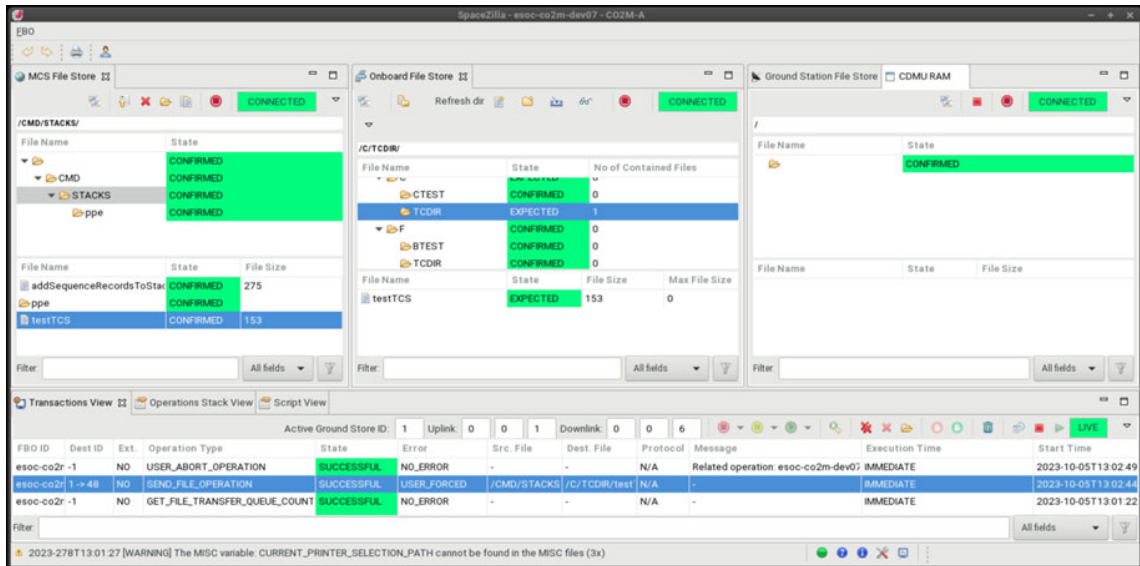 SpaceZilla - esoc-co2m-dev07 - CO2M-A
FBO
MCS File Store
CONNECTED
/CMD/STACKS/
File Name State
CONFIRMED
CMD CONFIRMED
STACKS CONFIRMED
ppe CONFIRMED
File Name State File Size
addSequenceRecordsToStac CONFIRMED 275
ppe CONFIRMED
testTCS CONFIRMED 153
Filter: All fields
Onboard File Store
Refresh dir CONNECTED
/C/TCDIR/
File Name State No of Contained Files
C EXPECTED 0
CTEST CONFIRMED 0
TCDIR EXPECTED 1
F CONFIRMED 0
BTEST CONFIRMED 0
TCDIR CONFIRMED 0
File Name State File Size Max File Size
testTCS EXPECTED 153 0
Filter: All fields
Ground Station File Store CDMU RAM
CONNECTED
/
File Name State
CONFIRMED
File Name State File Size
Filter: All fields
Transactions View Operations Stack View Script View
Active Ground Store ID: 1 Uplink: 0 0 1 Downlink: 0 0 6 LIVE
FBO ID Dest ID Ext. Operation Type State Error Src. File Dest. File Protocol Message Execution Time Start Time
esoc-co2r -1 NO USER_ABORT_OPERATION SUCCESSFUL NO_ERROR - - N/A Related operation: esoc-co2m-dev07 IMMEDIATE 2023-10-05T13:02:49
esoc-co2r 1 -> 48 NO SEND_FILE_OPERATION SUCCESSFUL USER_FORCED /CMD/STACKS /C/TCDIR/test N/A - IMMEDIATE 2023-10-05T13:02:44
esoc-co2r -1 NO GET_FILE_TRANSFER_QUEUE_COUNT SUCCESSFUL NO_ERROR - - N/A - IMMEDIATE 2023-10-05T13:01:22
Filter: All fields
2023-278T13:01:27 [WARNING] The MISC variable: CURRENT_PRINTER_SELECTION_PATH cannot be found in the MISC files (3x)